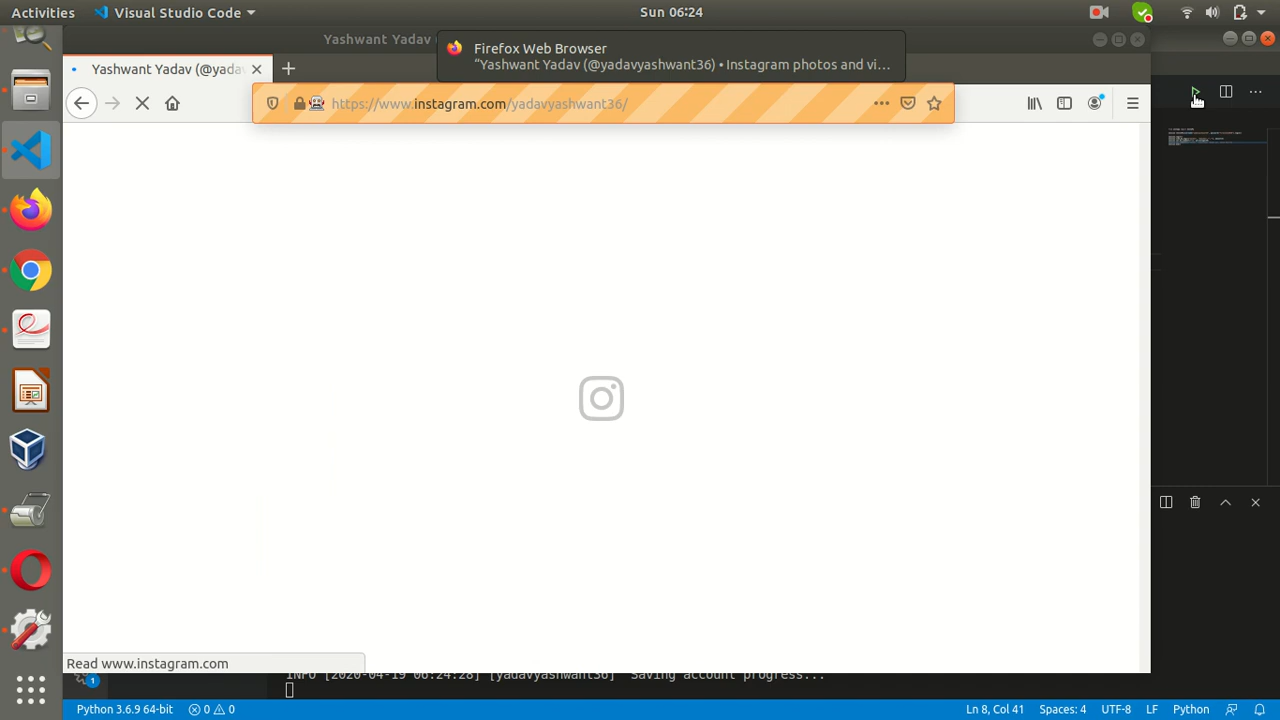 Activities
Visual Studio Code
Sun 06:24
Yashwant Yadav
Firefox Web Browser
“Yashwant Yadav (@yadavyashwant36) • Instagram photos and vi…
Yashwant Yadav (@yada
https://www.instagram.com/yadavyashwant36/
Read www.instagram.com
INFO [2020-04-19 06:24:28] [yadavyashwant36] Saving account progress...
1
Python 3.6.9 64-bit
0
0
Ln 8, Col 41
Spaces: 4
UTF-8
LF
Python